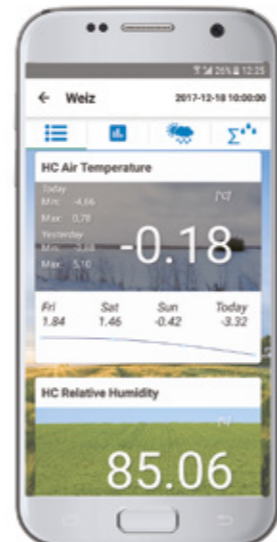 26% 12:25
← Weiz 2017-12-18 10:00:00
HC Air Temperature
Today
Min: -4,66
Max: 0,78
[°C]
-0.18
Yesterday
Max: 5,10
Fri Sat Sun Today
1.84 1.46 -0.42 -3.32
HC Relative Humidity
85.06